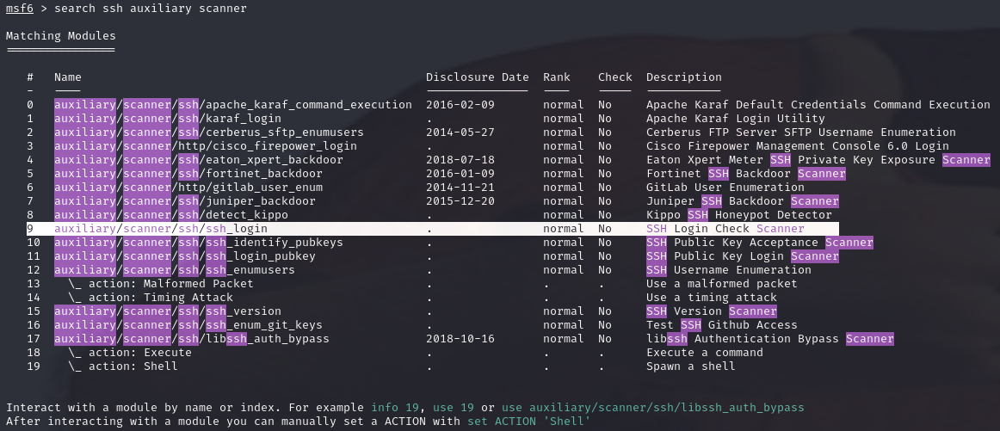 msf6 > search ssh auxiliary scanner
Matching Modules
================
# Name Disclosure Date Rank Check Description
- ---- --------------- ---- ----- -----------
0 auxiliary/scanner/ssh/apache_karaf_command_execution 2016-02-09 normal No Apache Karaf Default Credentials Command Execution
1 auxiliary/scanner/ssh/karaf_login . normal No Apache Karaf Login Utility
2 auxiliary/scanner/ssh/cerberus_sftp_enumusers 2014-05-27 normal No Cerberus FTP Server SFTP Username Enumeration
3 auxiliary/scanner/http/cisco_firepower_login . normal No Cisco Firepower Management Console 6.0 Login
4 auxiliary/scanner/ssh/eaton_xpert_backdoor 2018-07-18 normal No Eaton Xpert Meter SSH Private Key Exposure Scanner
5 auxiliary/scanner/ssh/fortinet_backdoor 2016-01-09 normal No Fortinet SSH Backdoor Scanner
6 auxiliary/scanner/http/gitlab_user_enum 2014-11-21 normal No GitLab User Enumeration
7 auxiliary/scanner/ssh/juniper_backdoor 2015-12-20 normal No Juniper SSH Backdoor Scanner
8 auxiliary/scanner/ssh/detect_kippo . normal No Kippo SSH Honeypot Detector
9 auxiliary/scanner/ssh/ssh_login . normal No SSH Login Check Scanner
10 auxiliary/scanner/ssh/ssh_identify_pubkeys . normal No SSH Public Key Acceptance Scanner
11 auxiliary/scanner/ssh/ssh_login_pubkey . normal No SSH Public Key Login Scanner
12 auxiliary/scanner/ssh/ssh_enumusers . normal No SSH Username Enumeration
13 \_ action: Malformed Packet . . . Use a malformed packet
14 \_ action: Timing Attack . . . Use a timing attack
15 auxiliary/scanner/ssh/ssh_version . normal No SSH Version Scanner
16 auxiliary/scanner/ssh/ssh_enum_git_keys . normal No Test SSH Github Access
17 auxiliary/scanner/ssh/libssh_auth_bypass 2018-10-16 normal No libssh Authentication Bypass Scanner
18 \_ action: Execute . . . Execute a command
19 \_ action: Shell . . . Spawn a shell
Interact with a module by name or index. For example info 19, use 19 or use auxiliary/scanner/ssh/libssh_auth_bypass
After interacting with a module you can manually set a ACTION with set ACTION 'Shell'